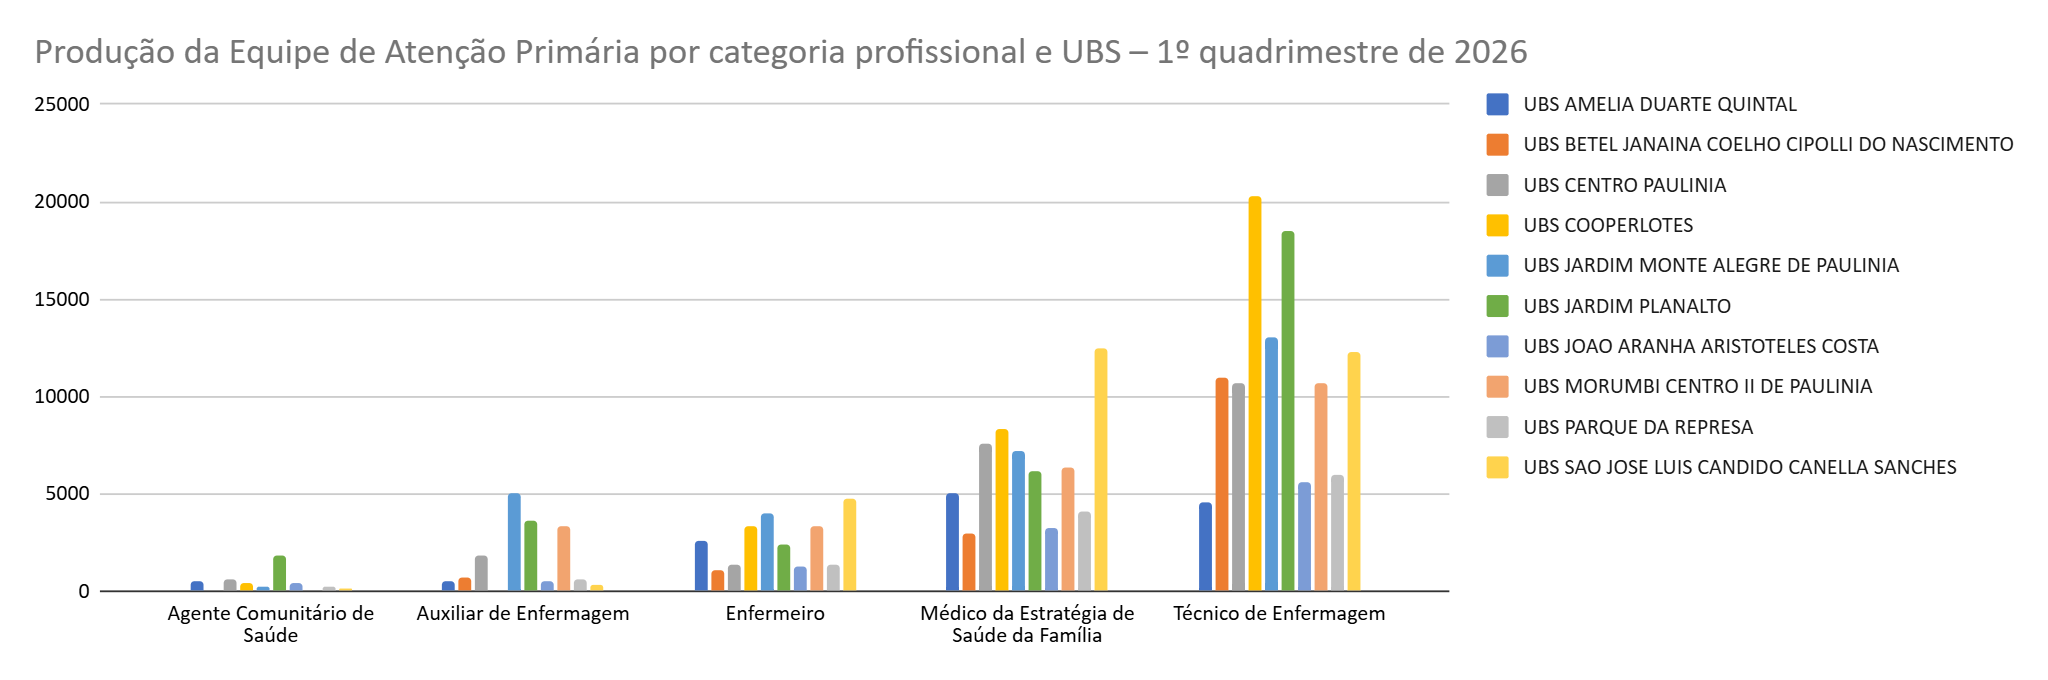 Produção da Equipe de Atenção Primária por categoria profissional e UBS – 1º quadrimestre de 2026
25000
20000
15000
10000
5000
0
Agente Comunitário de
Saúde
Auxiliar de Enfermagem
Enfermeiro
Médico da Estratégia de
Saúde da Família
Técnico de Enfermagem
UBS AMELIA DUARTE QUINTAL
UBS BETEL JANAINA COELHO CIPOLLI DO NASCIMENTO
UBS CENTRO PAULINIA
UBS COOPERLOTES
UBS JARDIM MONTE ALEGRE DE PAULINIA
UBS JARDIM PLANALTO
UBS JOAO ARANHA ARISTOTELES COSTA
UBS MORUMBI CENTRO II DE PAULINIA
UBS PARQUE DA REPRESA
UBS SAO JOSE LUIS CANDIDO CANELLA SANCHES